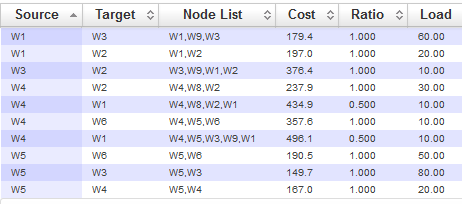 Source Target Node List Cost Ratio Load
W1 W3 W1,W9,W3 179.4 1.000 60.00
W1 W2 W1,W2 197.0 1.000 20.00
W3 W2 W3,W9,W1,W2 376.4 1.000 10.00
W4 W2 W4,W8,W2 237.9 1.000 30.00
W4 W1 W4,W8,W2,W1 434.9 0.500 10.00
W4 W6 W4,W5,W6 357.6 1.000 10.00
W4 W1 W4,W5,W3,W9,W1 496.1 0.500 10.00
W5 W6 W5,W6 190.5 1.000 50.00
W5 W3 W5,W3 149.7 1.000 80.00
W5 W4 W5,W4 167.0 1.000 20.00